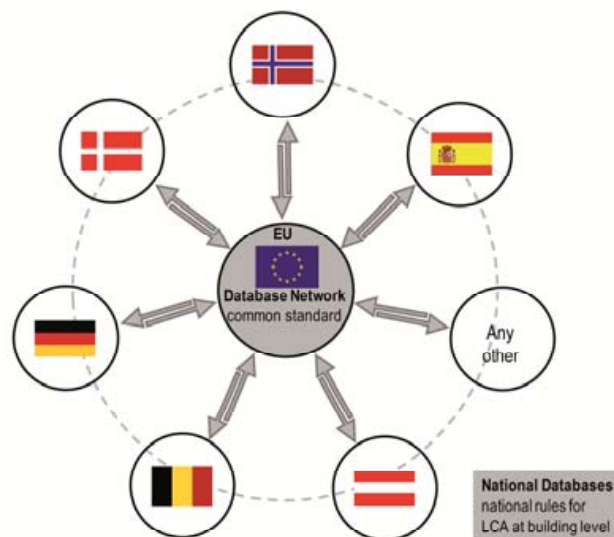 EU
Database Network
common standard
Any
other
National Databases
national rules for
LCA at building level